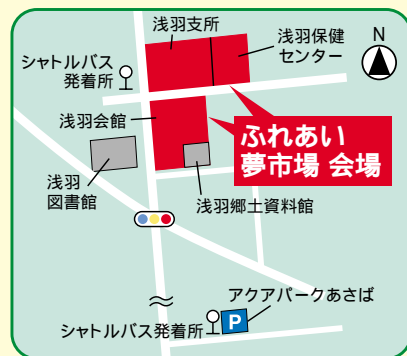 浅羽支所
浅羽保健
センター
N
シャトルバス
発着所
浅羽会館
ふれあい
夢市場 会場
浅羽
図書館
浅羽郷土資料館
アクアパークあさば
シャトルバス発着所
P